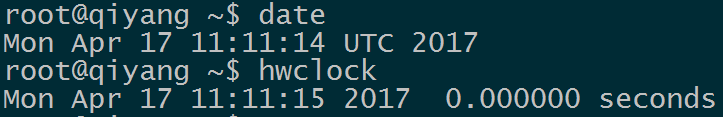 root@qiyang ~$ date
Mon Apr 17 11:11:14 UTC 2017
root@qiyang ~$ hwclock
Mon Apr 17 11:11:15 2017  0.000000 seconds